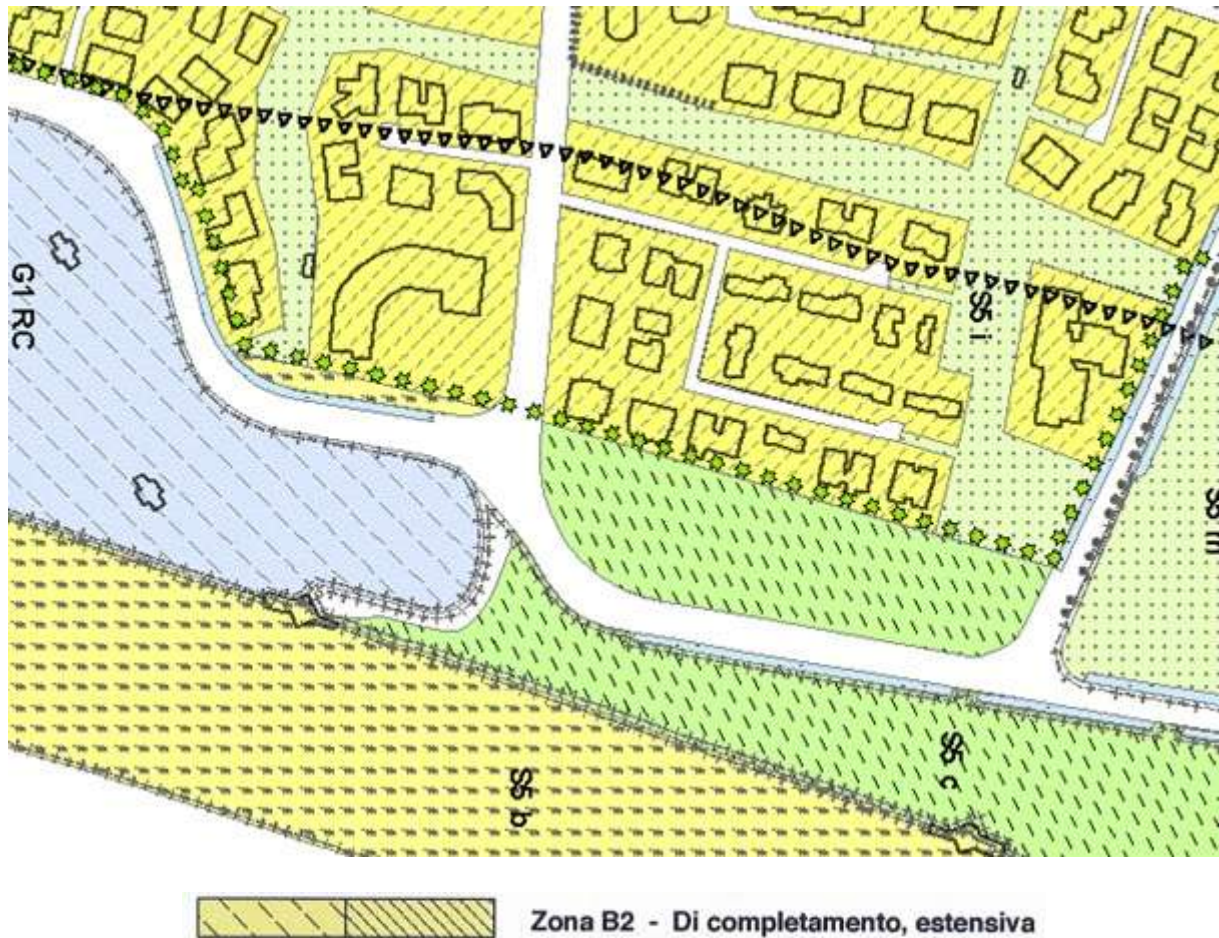 S5 i
G1 RC
S5 m
S5 c
S5 b
Zona B2 - Di completamento, estensiva